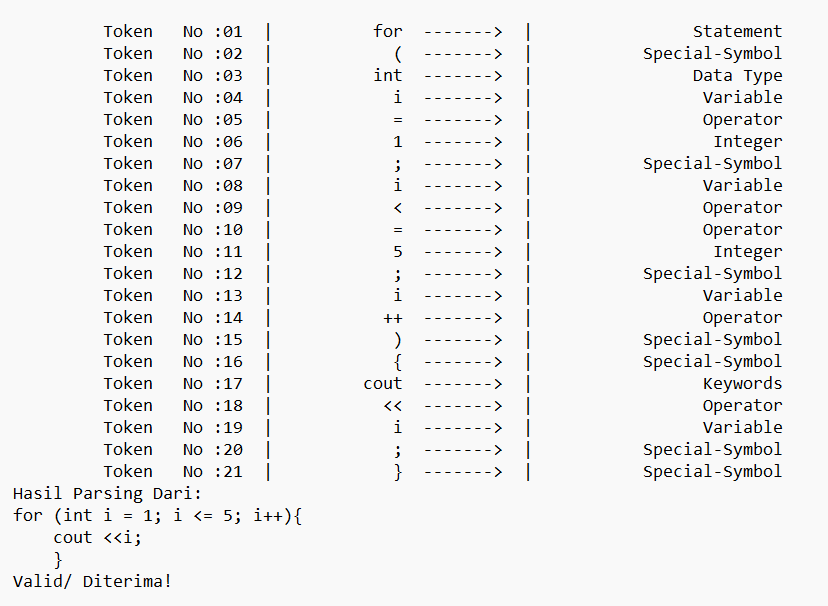 Token   No :01  |          for  ------->  |                Statement
Token   No :02  |            (  ------->  |           Special-Symbol
Token   No :03  |          int  ------->  |                Data Type
Token   No :04  |            i  ------->  |                 Variable
Token   No :05  |            =  ------->  |                 Operator
Token   No :06  |            1  ------->  |                  Integer
Token   No :07  |            ;  ------->  |           Special-Symbol
Token   No :08  |            i  ------->  |                 Variable
Token   No :09  |            <  ------->  |                 Operator
Token   No :10  |            =  ------->  |                 Operator
Token   No :11  |            5  ------->  |                  Integer
Token   No :12  |            ;  ------->  |           Special-Symbol
Token   No :13  |            i  ------->  |                 Variable
Token   No :14  |           ++  ------->  |                 Operator
Token   No :15  |            )  ------->  |           Special-Symbol
Token   No :16  |            {  ------->  |           Special-Symbol
Token   No :17  |         cout  ------->  |                 Keywords
Token   No :18  |           <<  ------->  |                 Operator
Token   No :19  |            i  ------->  |                 Variable
Token   No :20  |            ;  ------->  |           Special-Symbol
Token   No :21  |            }  ------->  |           Special-Symbol
Hasil Parsing Dari:
for (int i = 1; i <= 5; i++){
    cout <<i;
    }
Valid/ Diterima!